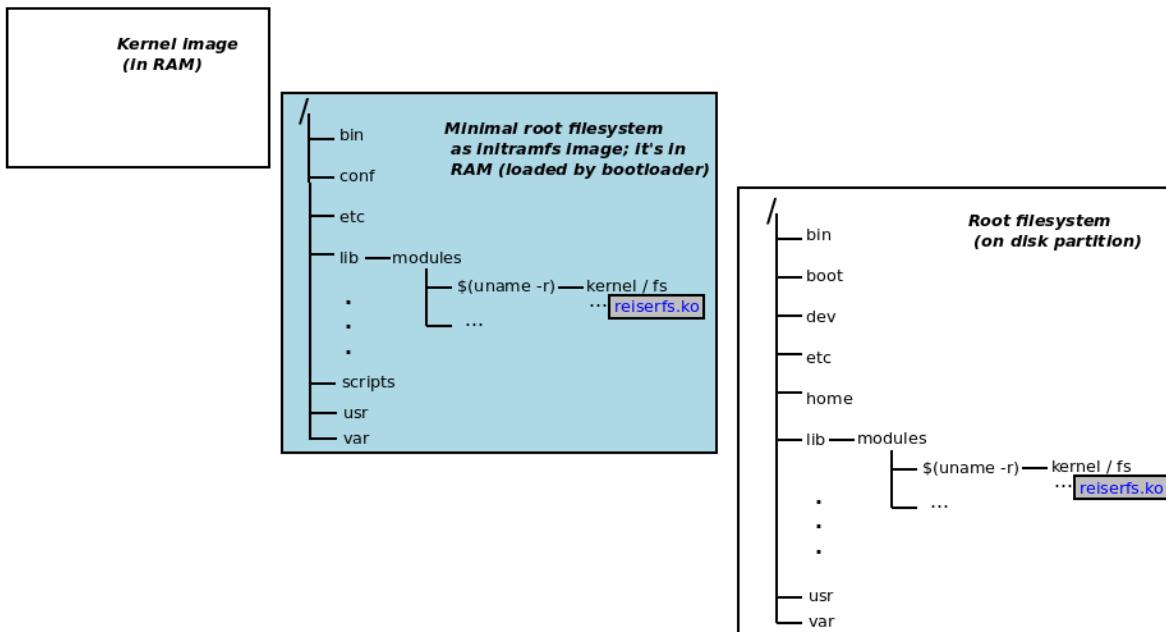 Kernel image
(in RAM)
/
bin
conf
etc
lib
modules
$(uname -r)
kernel / fs
... reiserfs.ko
...
.
.
.
scripts
usr
var
Minimal root filesystem
as initramfs image; it's in
RAM (loaded by bootloader)
/
bin
boot
dev
etc
home
lib
modules
$(uname -r)
kernel / fs
... reiserfs.ko
...
.
.
.
usr
var
Root filesystem
(on disk partition)